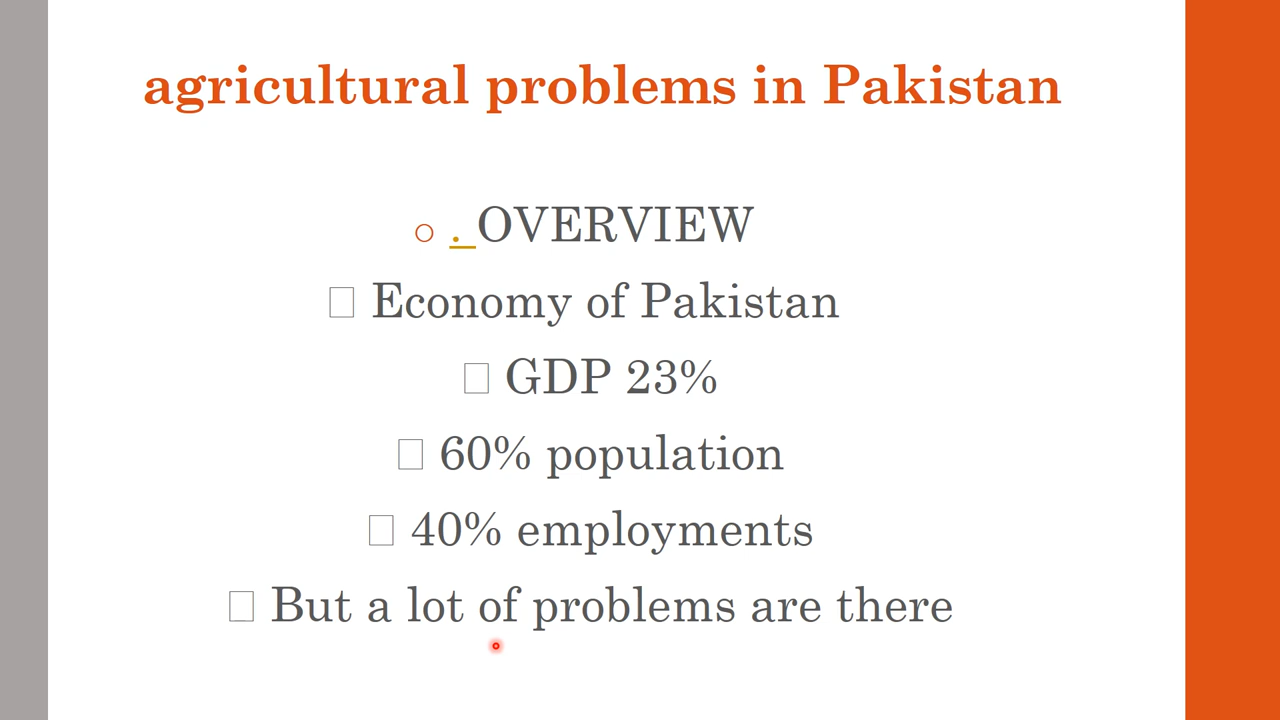 agricultural problems in Pakistan
. OVERVIEW
Economy of Pakistan
GDP 23%
60% population
40% employments
But a lot of problems are there